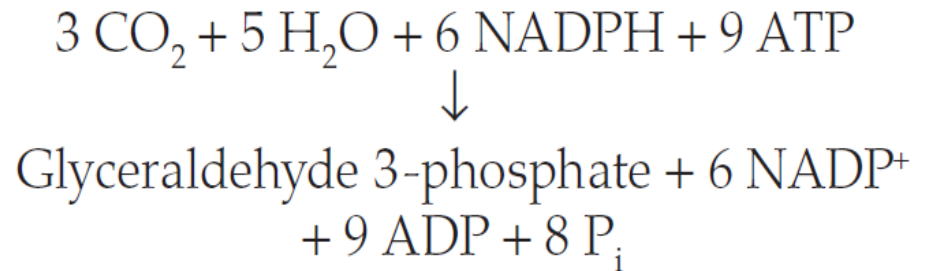 3 CO₂ + 5 H₂O + 6 NADPH + 9 ATP
↓
Glyceraldehyde 3-phosphate + 6 NADP⁺
+ 9 ADP + 8 Pᵢ